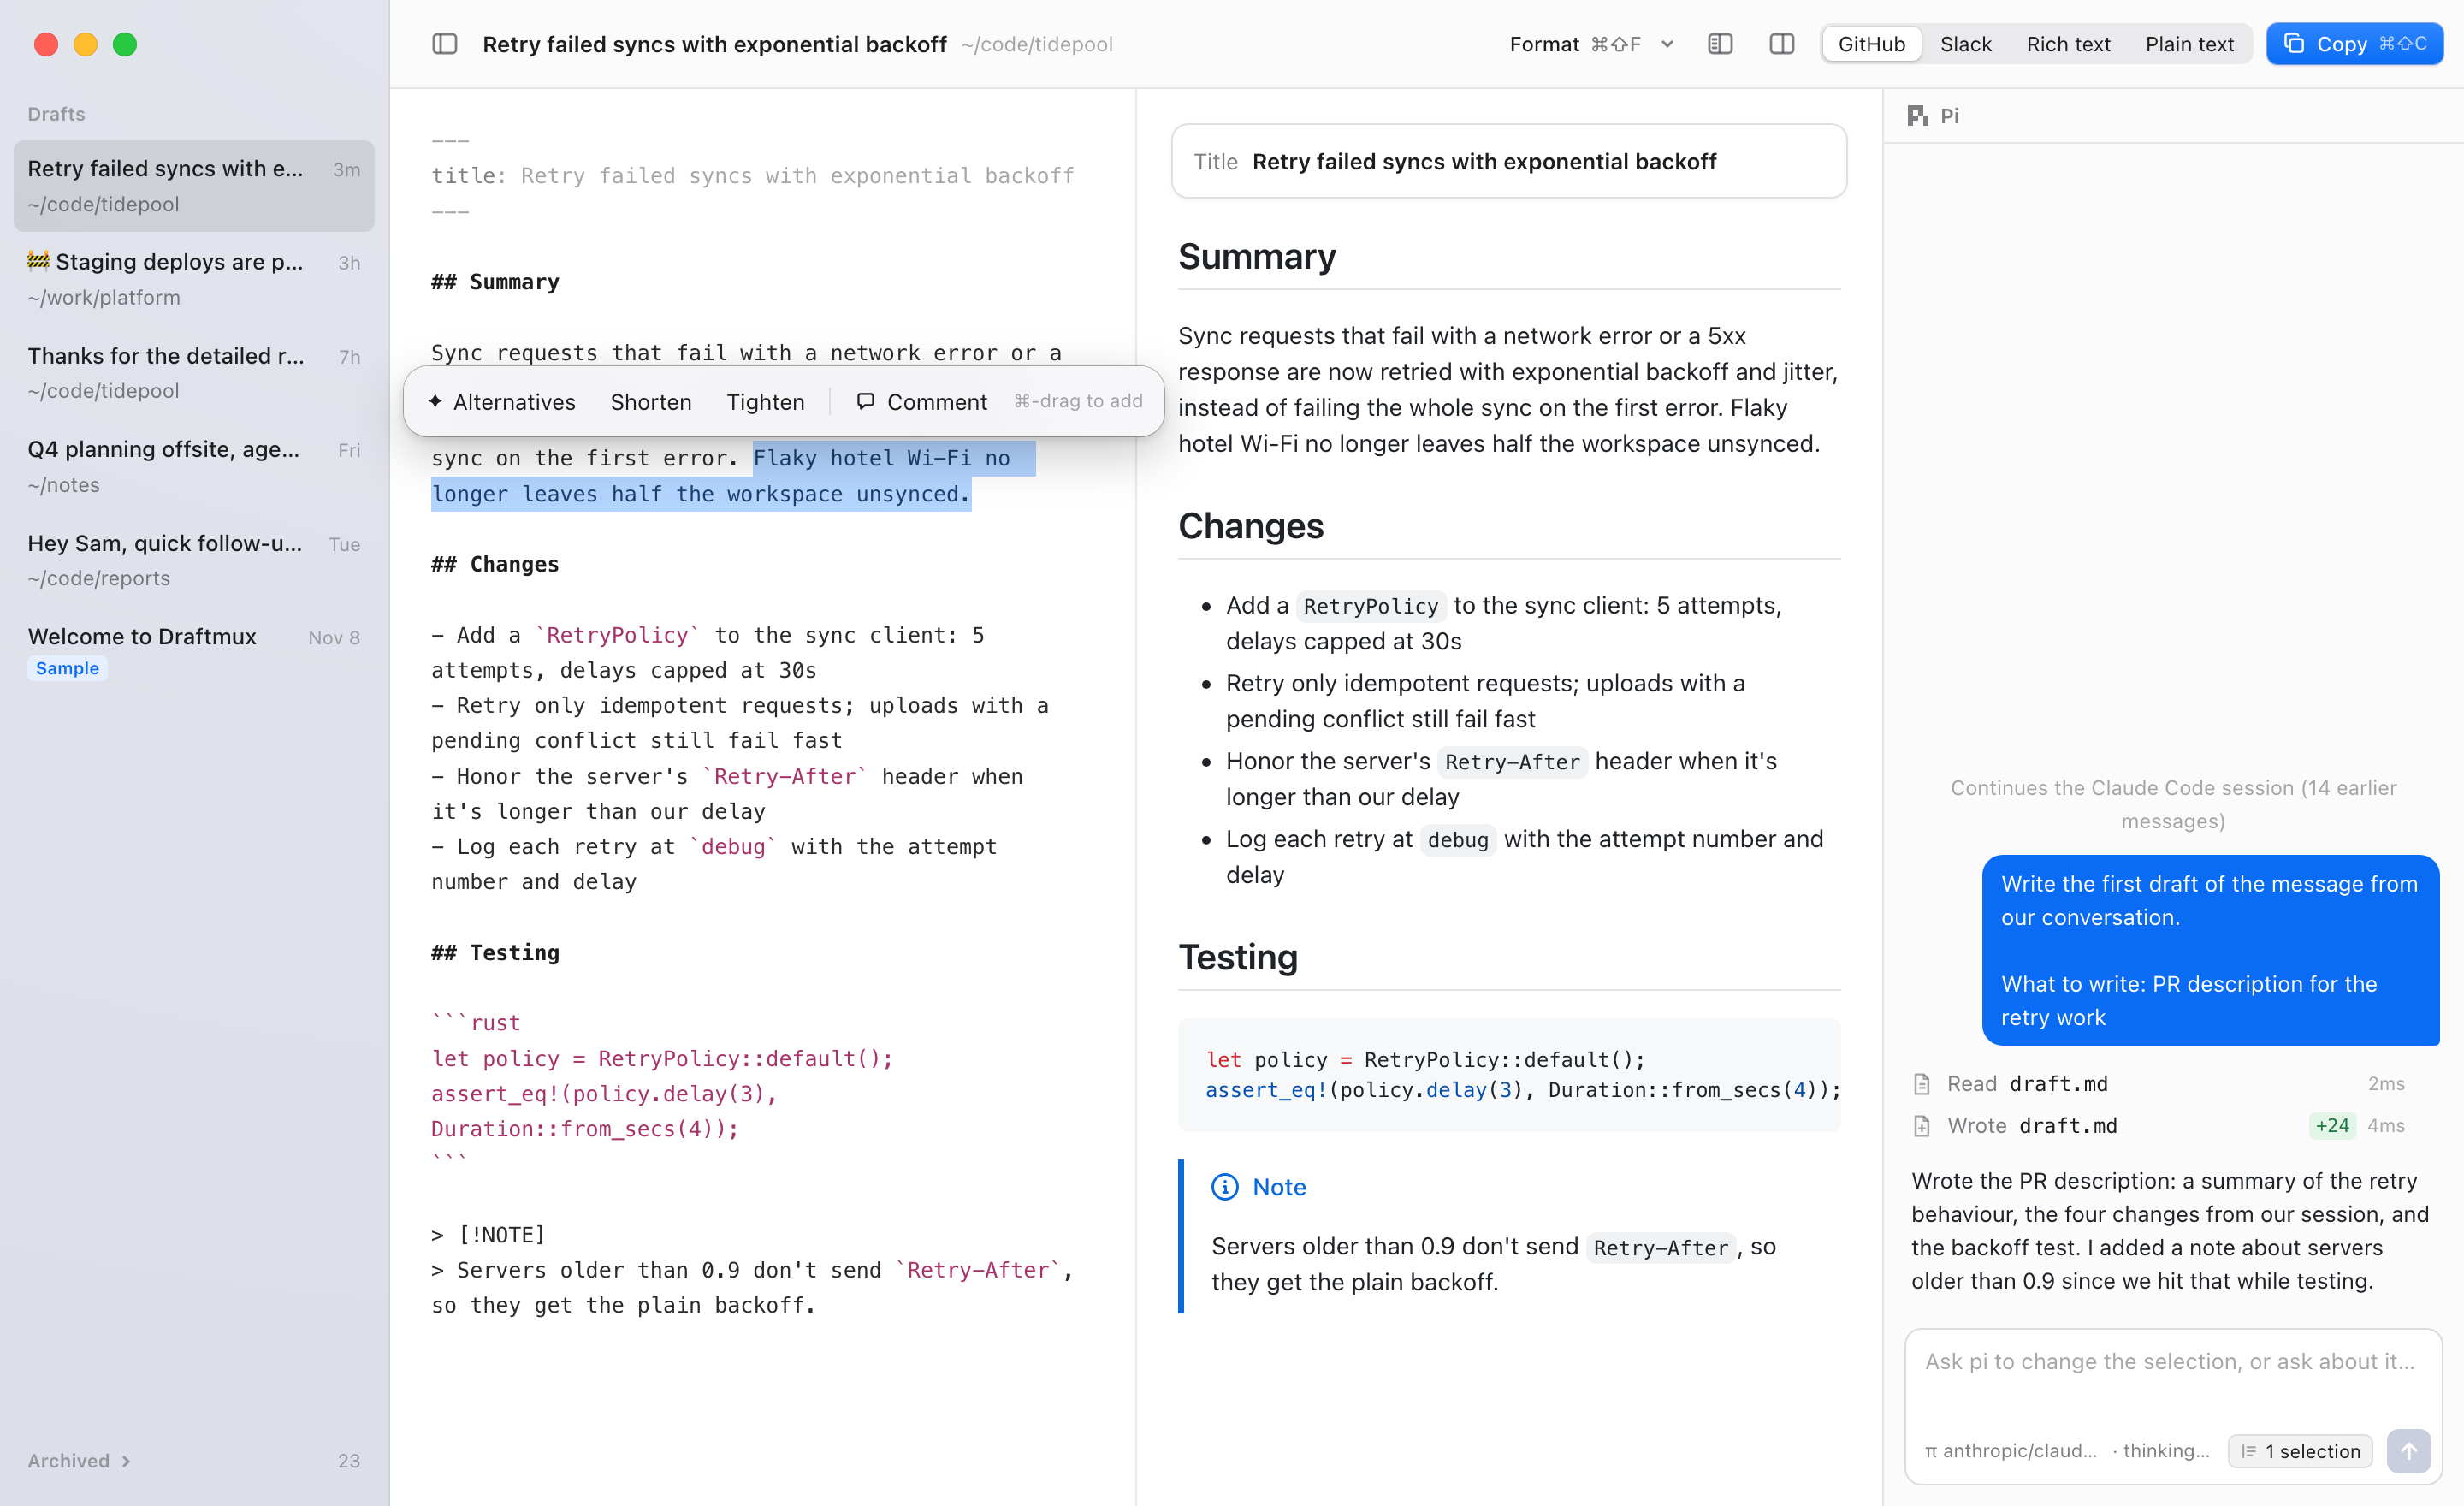 Drafts
Retry failed syncs with e... 3m
~/code/tidepool
🚧 Staging deploys are p... 3h
~/work/platform
Thanks for the detailed r... 7h
~/code/tidepool
Q4 planning offsite, age... Fri
~/notes
Hey Sam, quick follow-u... Tue
~/code/reports
Welcome to Draftmux Nov 8
Sample
Archived > 23
Retry failed syncs with exponential backoff ~/code/tidepool
Format ⌘⇧F
GitHub Slack Rich text Plain text
Copy ⌘⇧C
---
title: Retry failed syncs with exponential backoff
---
## Summary
Sync requests that fail with a network error or a
Alternatives Shorten Tighten Comment ⌘-drag to add
sync on the first error. Flaky hotel Wi-Fi no
longer leaves half the workspace unsynced.
## Changes
- Add a `RetryPolicy` to the sync client: 5
attempts, delays capped at 30s
- Retry only idempotent requests; uploads with a
pending conflict still fail fast
- Honor the server's `Retry-After` header when
it's longer than our delay
- Log each retry at `debug` with the attempt
number and delay
## Testing
```rust
let policy = RetryPolicy::default();
assert_eq!(policy.delay(3),
Duration::from_secs(4));
```
> [!NOTE]
> Servers older than 0.9 don't send `Retry-After`,
so they get the plain backoff.
Title Retry failed syncs with exponential backoff
Summary
Sync requests that fail with a network error or a 5xx
response are now retried with exponential backoff and jitter,
instead of failing the whole sync on the first error. Flaky
hotel Wi-Fi no longer leaves half the workspace unsynced.
Changes
• Add a RetryPolicy to the sync client: 5 attempts,
delays capped at 30s
• Retry only idempotent requests; uploads with a
pending conflict still fail fast
• Honor the server's Retry-After header when it's
longer than our delay
• Log each retry at debug with the attempt number and
delay
Testing
let policy = RetryPolicy::default();
assert_eq!(policy.delay(3), Duration::from_secs(4));
Note
Servers older than 0.9 don't send Retry-After, so
they get the plain backoff.
Pi
Continues the Claude Code session (14 earlier
messages)
Write the first draft of the message from
our conversation.
What to write: PR description for the
retry work
Read draft.md 2ms
Wrote draft.md +24 4ms
Wrote the PR description: a summary of the retry
behaviour, the four changes from our session, and
the backoff test. I added a note about servers
older than 0.9 since we hit that while testing.
Ask pi to change the selection, or ask about it...
π anthropic/claud... · thinking... 1 selection